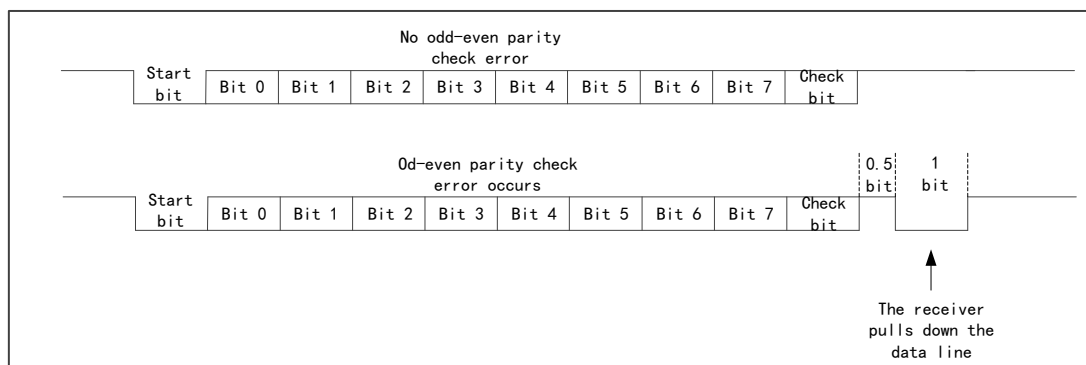 No odd-even parity
check error
Start
bit
Bit 0
Bit 1
Bit 2
Bit 3
Bit 4
Bit 5
Bit 6
Bit 7
Check
bit
Od-even parity check
error occurs
0.5
bit
1
bit
Start
bit
Bit 0
Bit 1
Bit 2
Bit 3
Bit 4
Bit 5
Bit 6
Bit 7
Check
bit
The receiver
pulls down the
data line